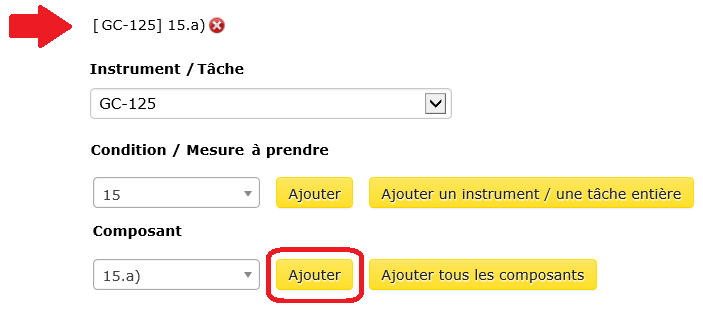 [ GC-125] 15.a)
Instrument / Tâche
GC-125
Condition / Mesure à prendre
15 Ajouter Ajouter un instrument / une tâche entière
Composant
15.a) Ajouter Ajouter tous les composants